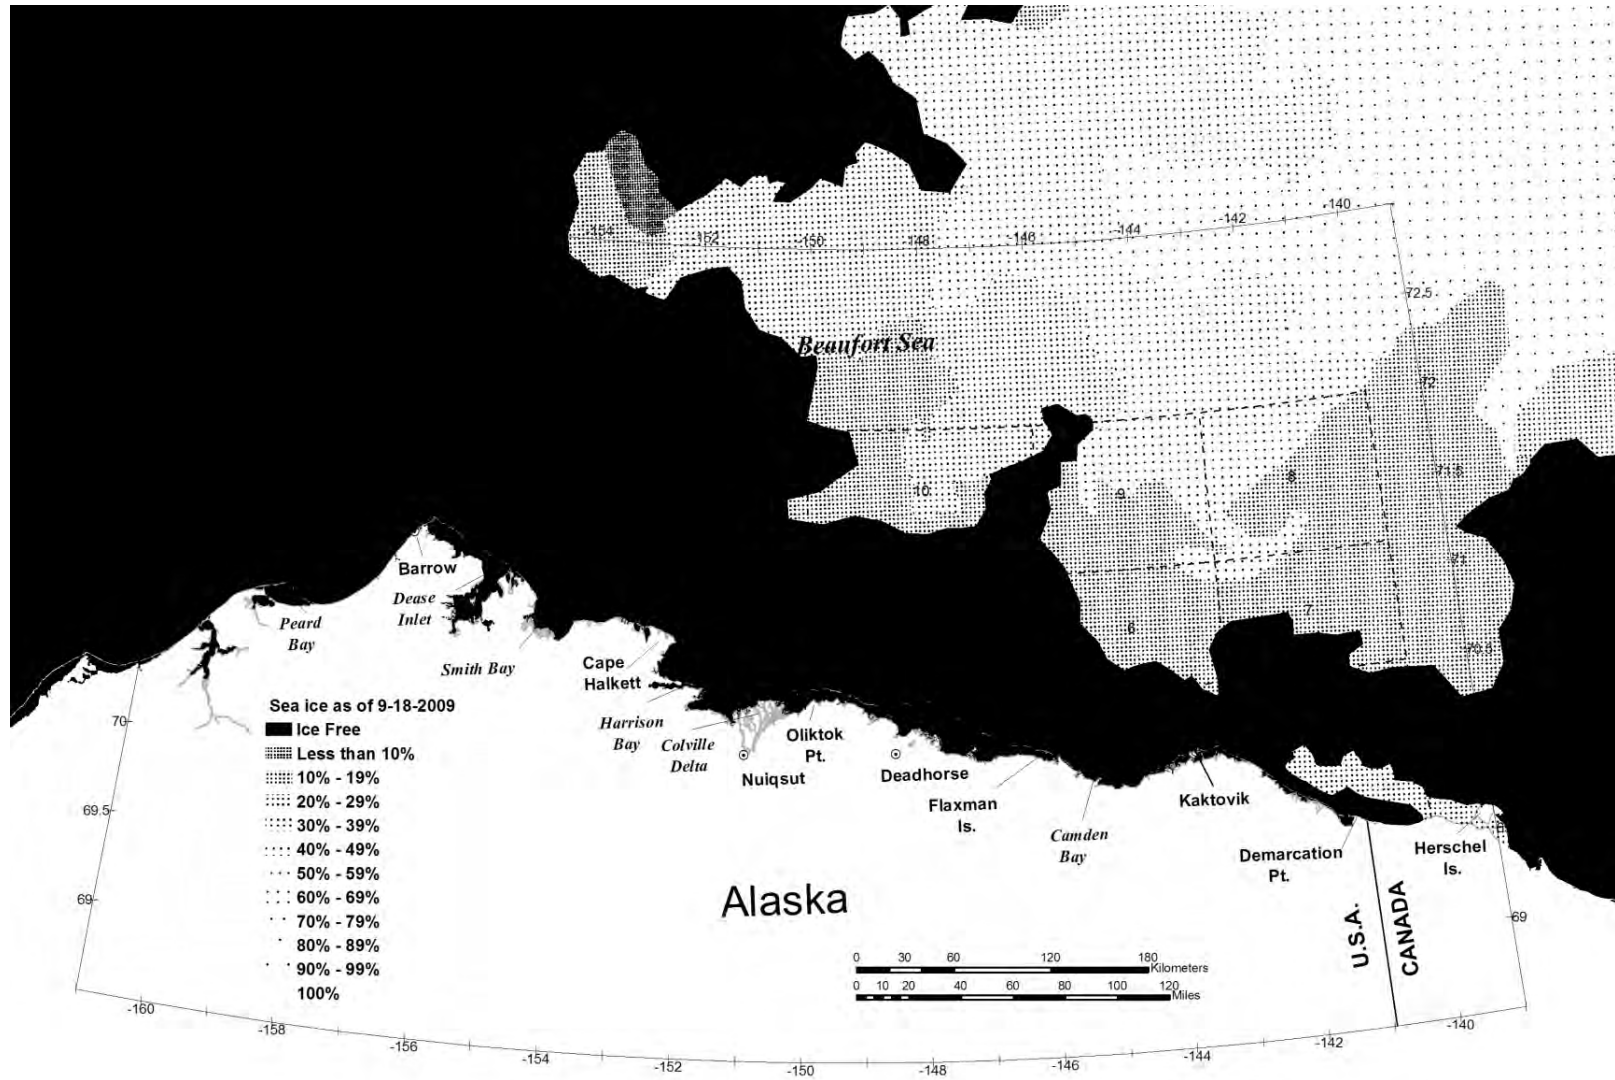 -140
-142
-144
-146
-148
-150
-152
-154
72.5
Beaufort Sea
72
71.5
8
9
10
71
7
6
70.5
Barrow
Dease
Inlet
Peard
Bay
Smith Bay
Cape
Halkett
Harrison
Bay
Colville
Delta
Oliktok
Pt.
Nuiqsut
Deadhorse
Flaxman
Is.
Camden
Bay
Kaktovik
Demarcation
Pt.
Herschel
Is.
70
69.5
69
Sea ice as of 9-18-2009
Ice Free
Less than 10%
10% - 19%
20% - 29%
30% - 39%
40% - 49%
50% - 59%
60% - 69%
70% - 79%
80% - 89%
90% - 99%
100%
Alaska
U.S.A.
CANADA
69
0 30 60 120 180
Kilometers
0 10 20 40 60 80 100 120
Miles
-160
-158
-156
-154
-152
-150
-148
-146
-144
-142
-140